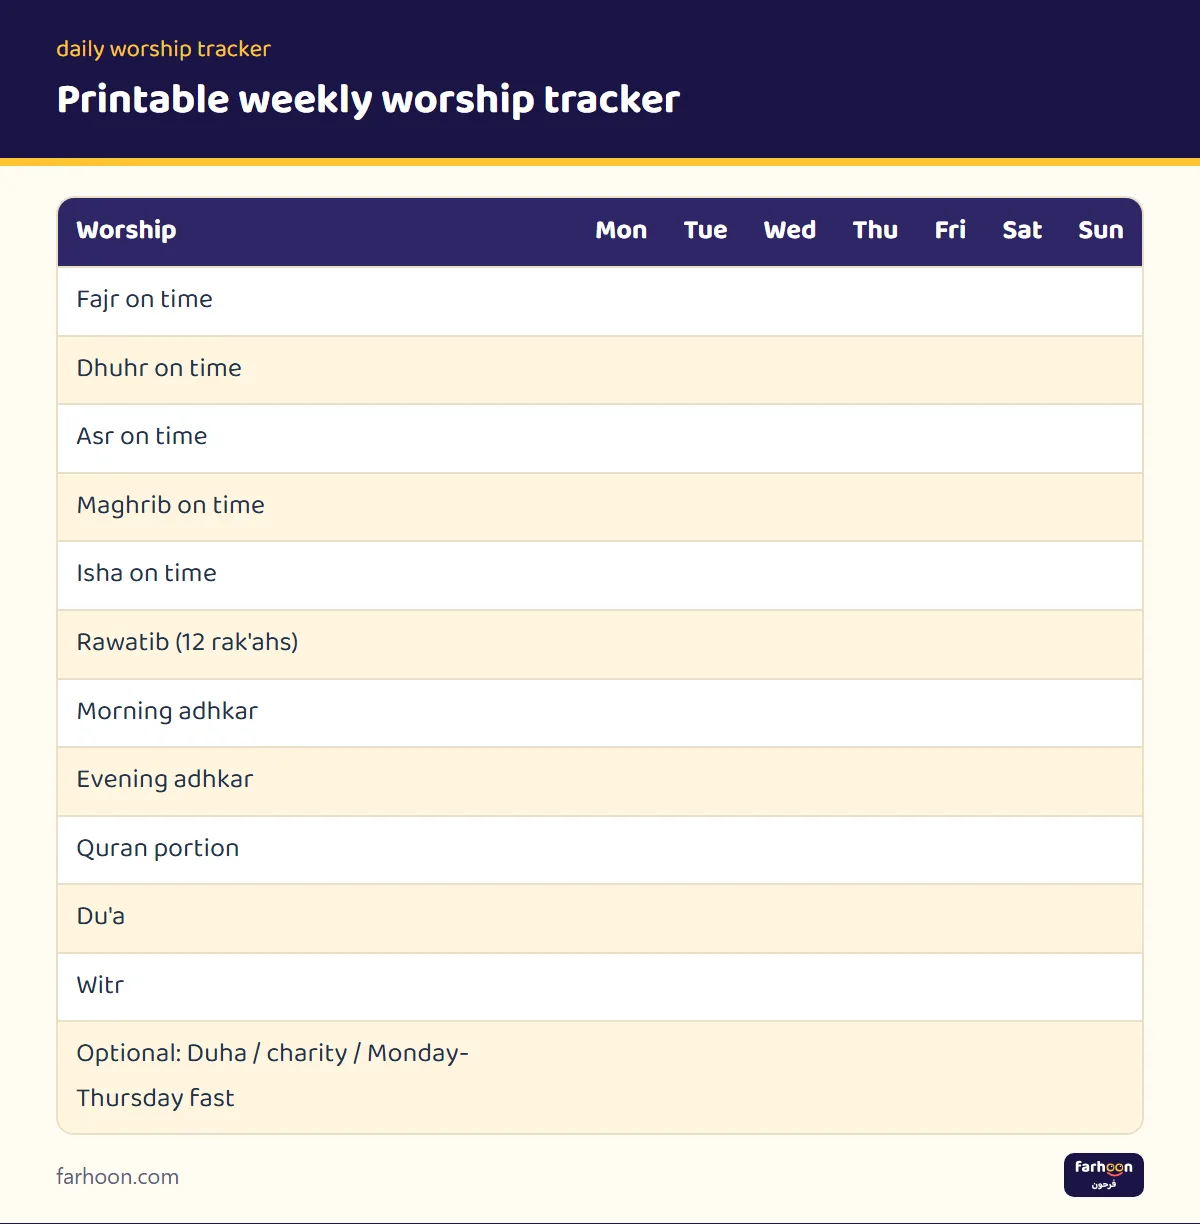 daily worship tracker
Printable weekly worship tracker
Worship Mon Tue Wed Thu Fri Sat Sun
Fajr on time
Dhuhr on time
Asr on time
Maghrib on time
Isha on time
Rawatib (12 rak'ahs)
Morning adhkar
Evening adhkar
Quran portion
Du'a
Witr
Optional: Duha / charity / Monday-
Thursday fast
farhoon.com
farhoon
فرحون